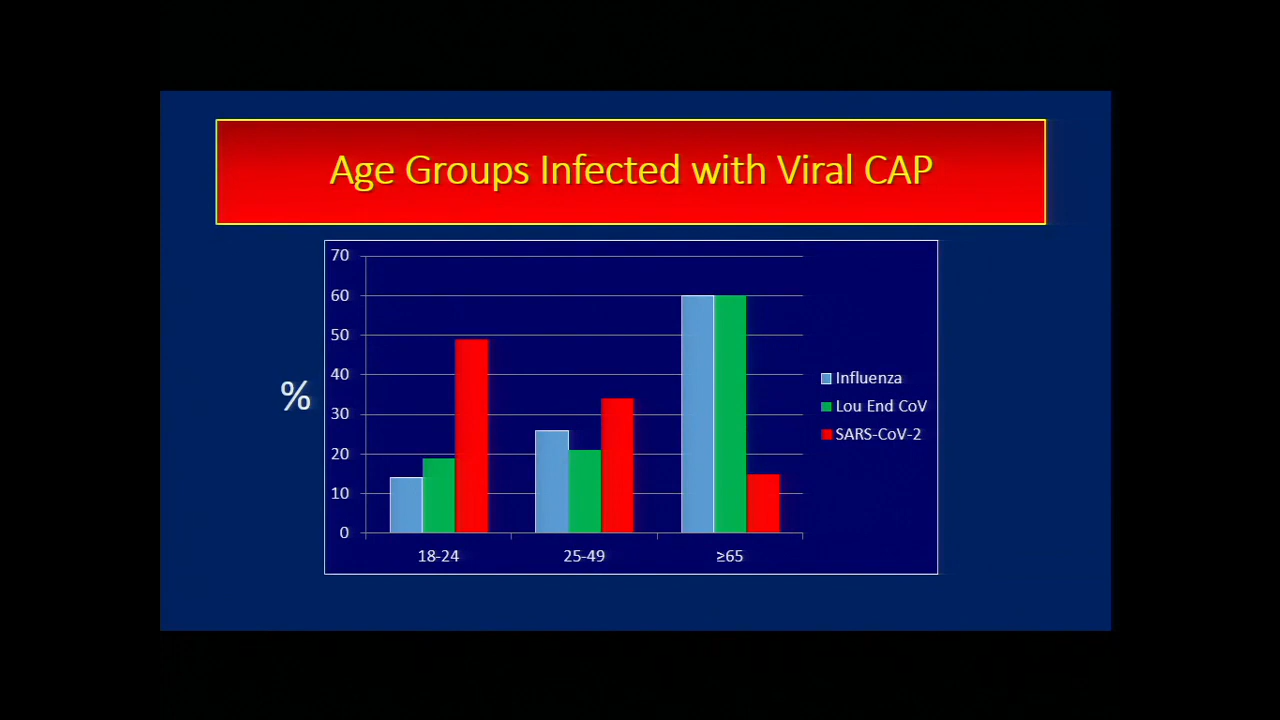 Age Groups Infected with Viral CAP
70
60
50
40
30
20
10
0
%
18-24 25-49 ≥65
Influenza
Lou End CoV
SARS-CoV-2